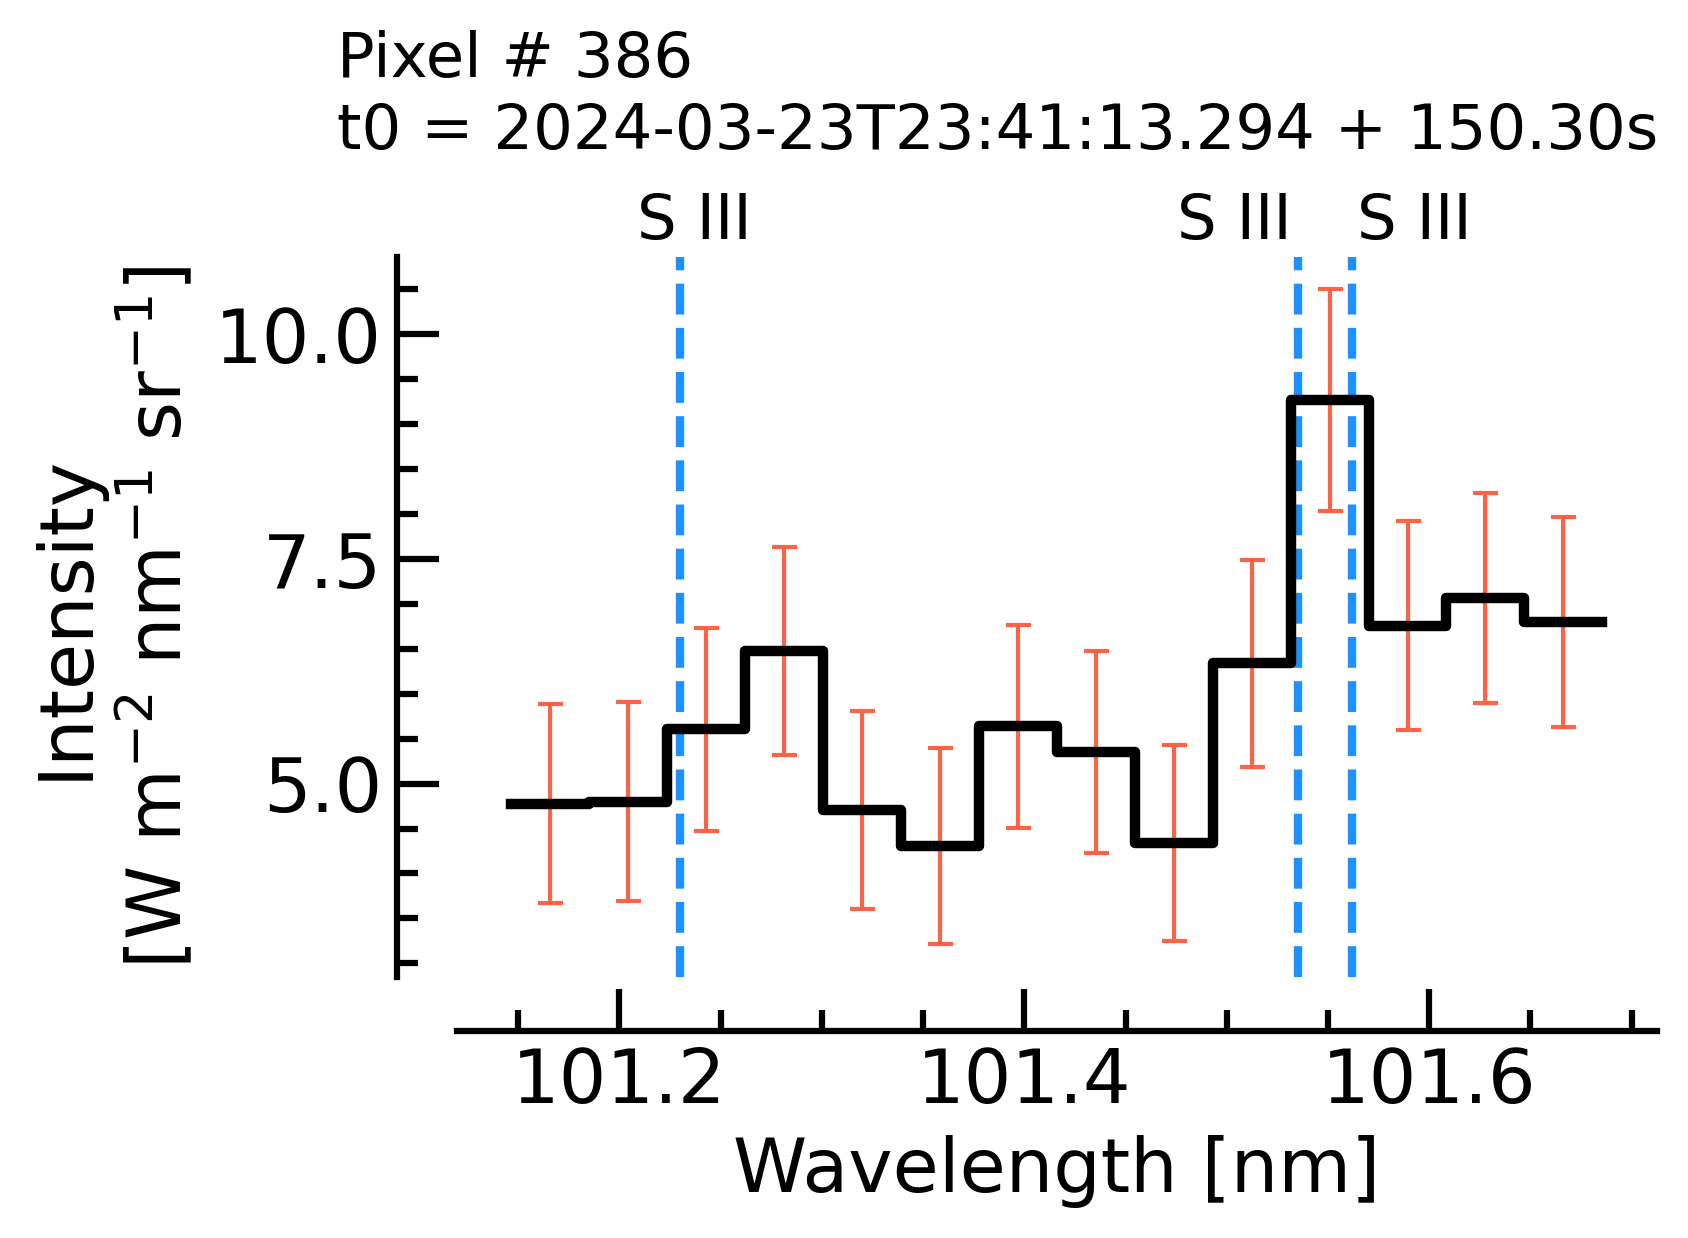 Pixel # 386
t0 = 2024-03-23T23:41:13.294 + 150.30s
S III S III S III
Intensity
[W m⁻² nm⁻¹ sr⁻¹]
10.0
7.5
5.0
101.2 101.4 101.6
Wavelength [nm]